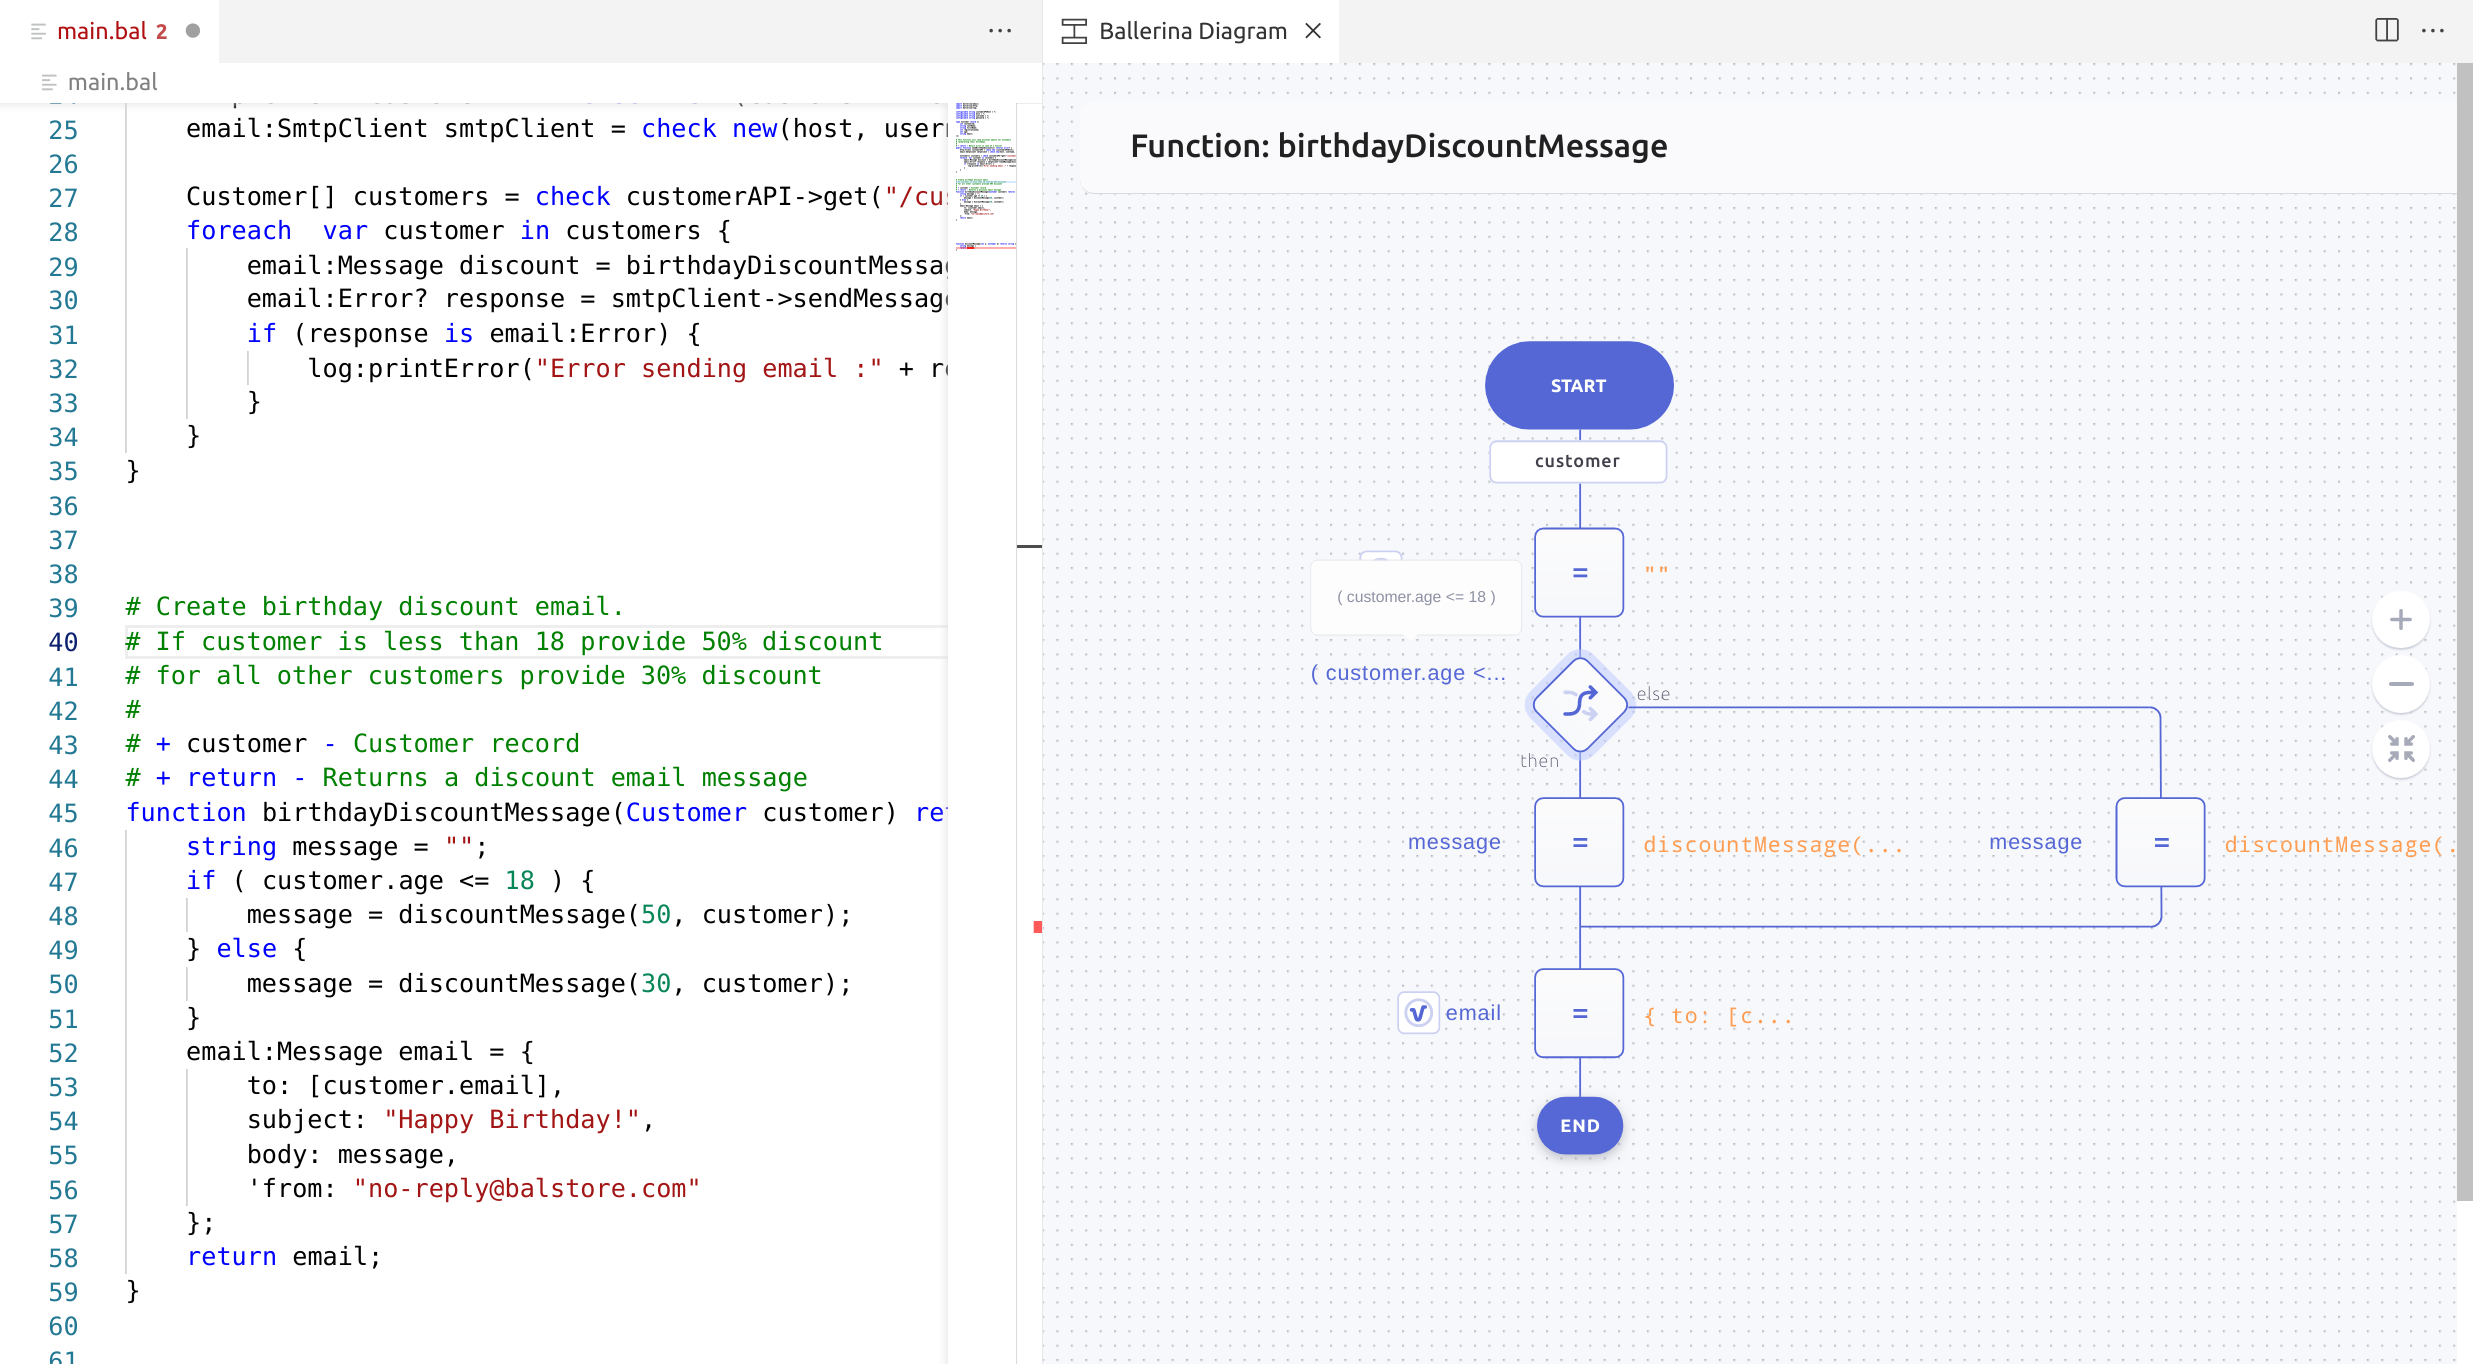 main.bal 2
main.bal
25 email:SmtpClient smtpClient = check new(host, user
26
27 Customer[] customers = check customerAPI->get("/cu
28 foreach  var customer in customers {
29 email:Message discount = birthdayDiscountMessag
30 email:Error? response = smtpClient->sendMessage
31 if (response is email:Error) {
32 log:printError("Error sending email :" + re
33 }
34 }
35 }
36
37
38
39 # Create birthday discount email.
40 # If customer is less than 18 provide 50% discount
41 # for all other customers provide 30% discount
42 #
43 # + customer - Customer record
44 # + return - Returns a discount email message
45 function birthdayDiscountMessage(Customer customer) re
46 string message = "";
47 if ( customer.age <= 18 ) {
48 message = discountMessage(50, customer);
49 } else {
50 message = discountMessage(30, customer);
51 }
52 email:Message email = {
53 to: [customer.email],
54 subject: "Happy Birthday!",
55 body: message,
56 'from: "no-reply@balstore.com"
57 };
58 return email;
59 }
60
61
Ballerina Diagram
Function: birthdayDiscountMessage
START
customer
= ""
( customer.age <= 18 )
( customer.age <...
else
then
message = discountMessage(...
message = discountMessage(.
email = { to: [c...
END